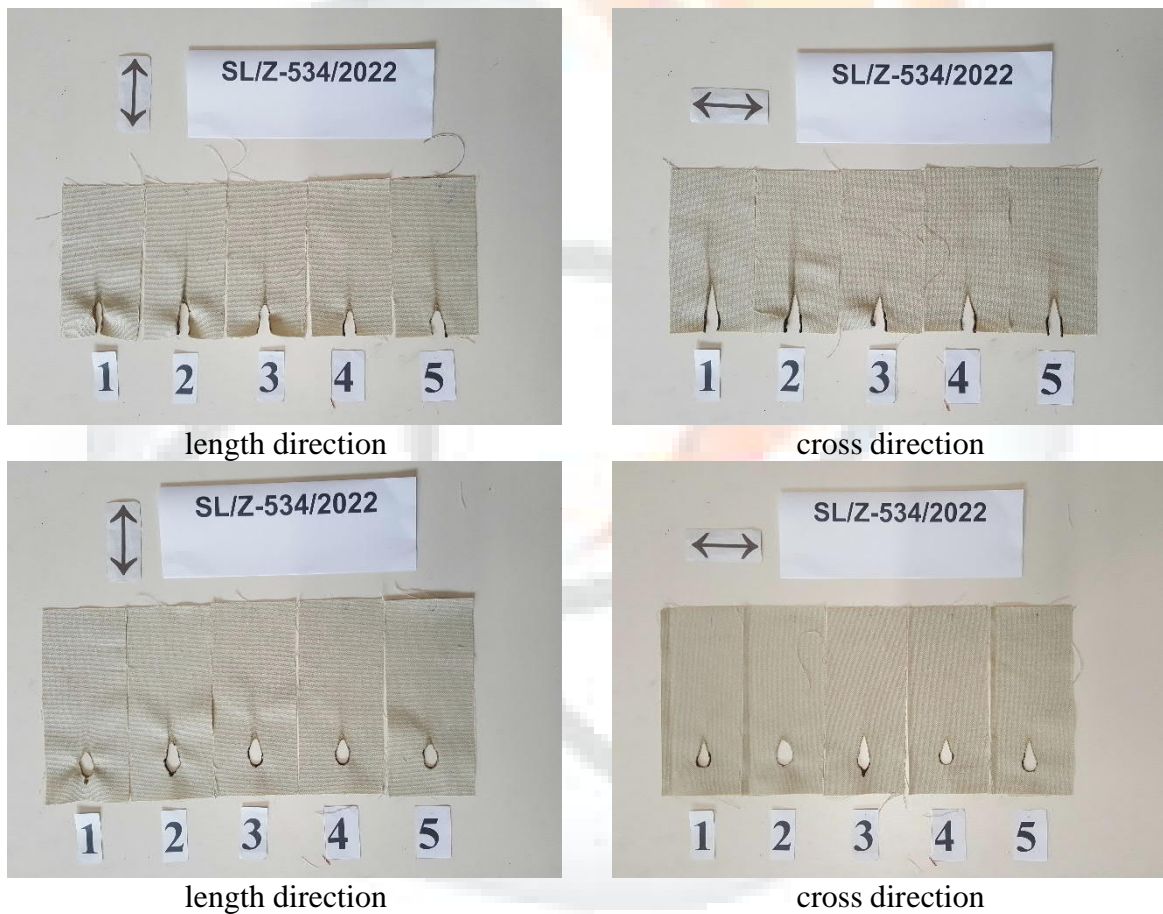 SL/Z-534/2022
SL/Z-534/2022
1 2 3 4 5
1 2 3 4 5
length direction
cross direction
SL/Z-534/2022
SL/Z-534/2022
1 2 3 4 5
1 2 3 4 5
length direction
cross direction